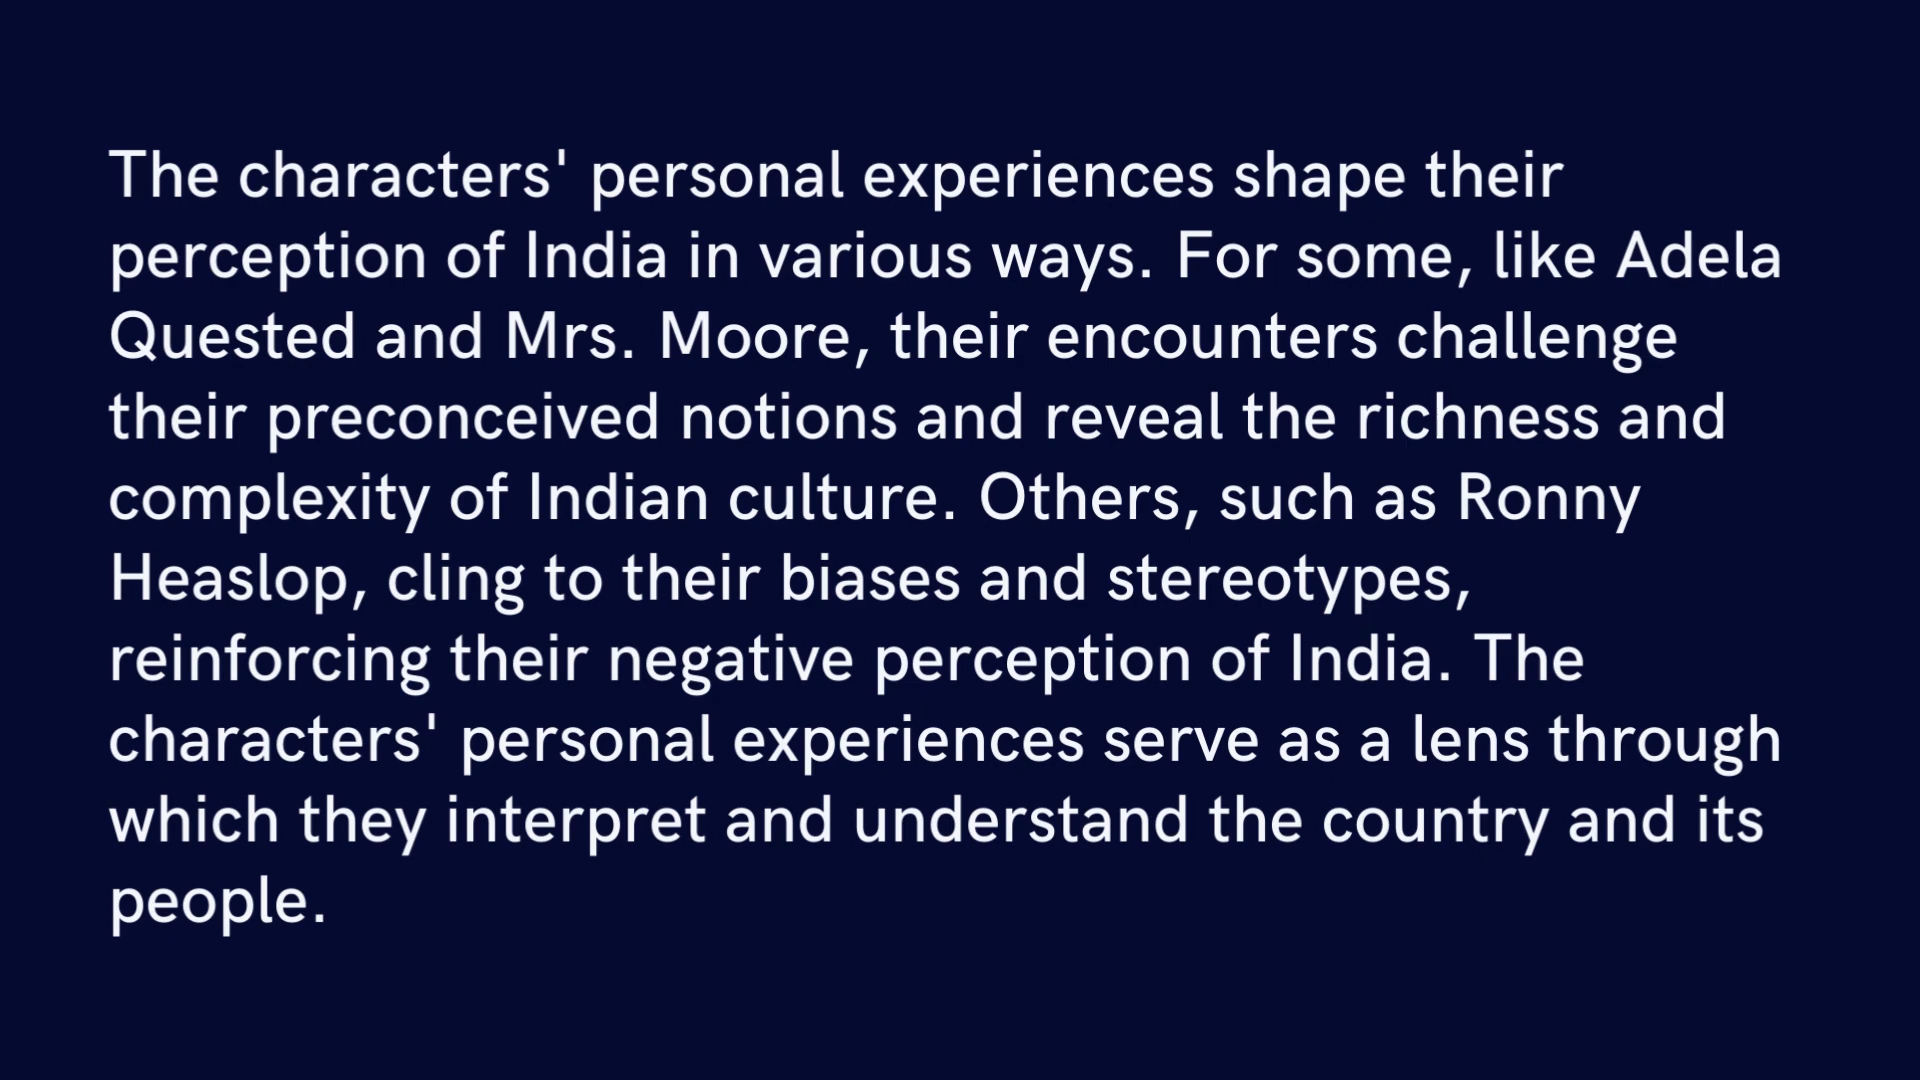 The characters' personal experiences shape their
perception of India in various ways. For some, like Adela
Quested and Mrs. Moore, their encounters challenge
their preconceived notions and reveal the richness and
complexity of Indian culture. Others, such as Ronny
Heaslop, cling to their biases and stereotypes,
reinforcing their negative perception of India. The
characters' personal experiences serve as a lens through
which they interpret and understand the country and its
people.